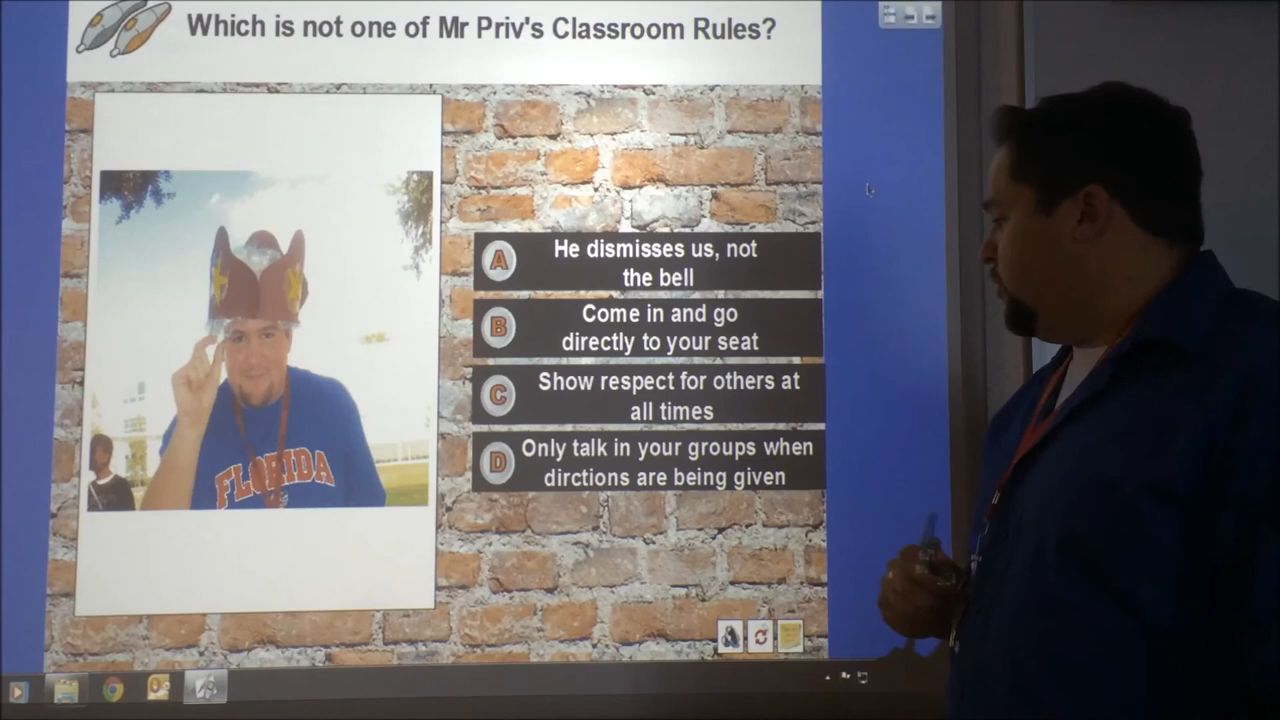 Which is not one of Mr Priv's Classroom Rules?
A
He dismisses us, not
the bell
B
Come in and go
directly to your seat
C
Show respect for others at
all times
D
Only talk in your groups when
dirctions are being given
FLORIDA